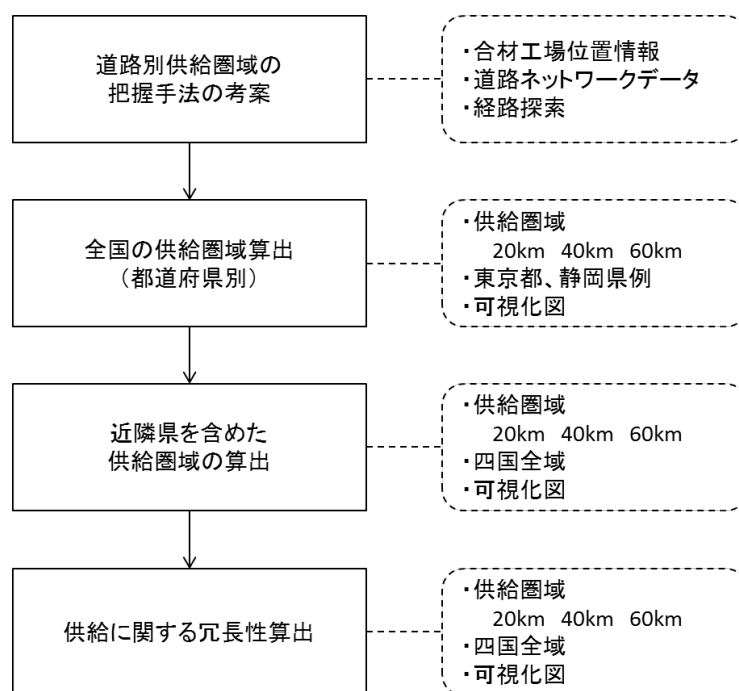 道路別供給圏域の
把握手法の考案
・合材工場位置情報
・道路ネットワークデータ
・経路探索
全国の供給圏域算出
（都道府県別）
・供給圏域
20km 40km 60km
・東京都、静岡県例
・可視化図
近隣県を含めた
供給圏域の算出
・供給圏域
20km 40km 60km
・四国全域
・可視化図
供給に関する冗長性算出
・供給圏域
20km 40km 60km
・四国全域
・可視化図